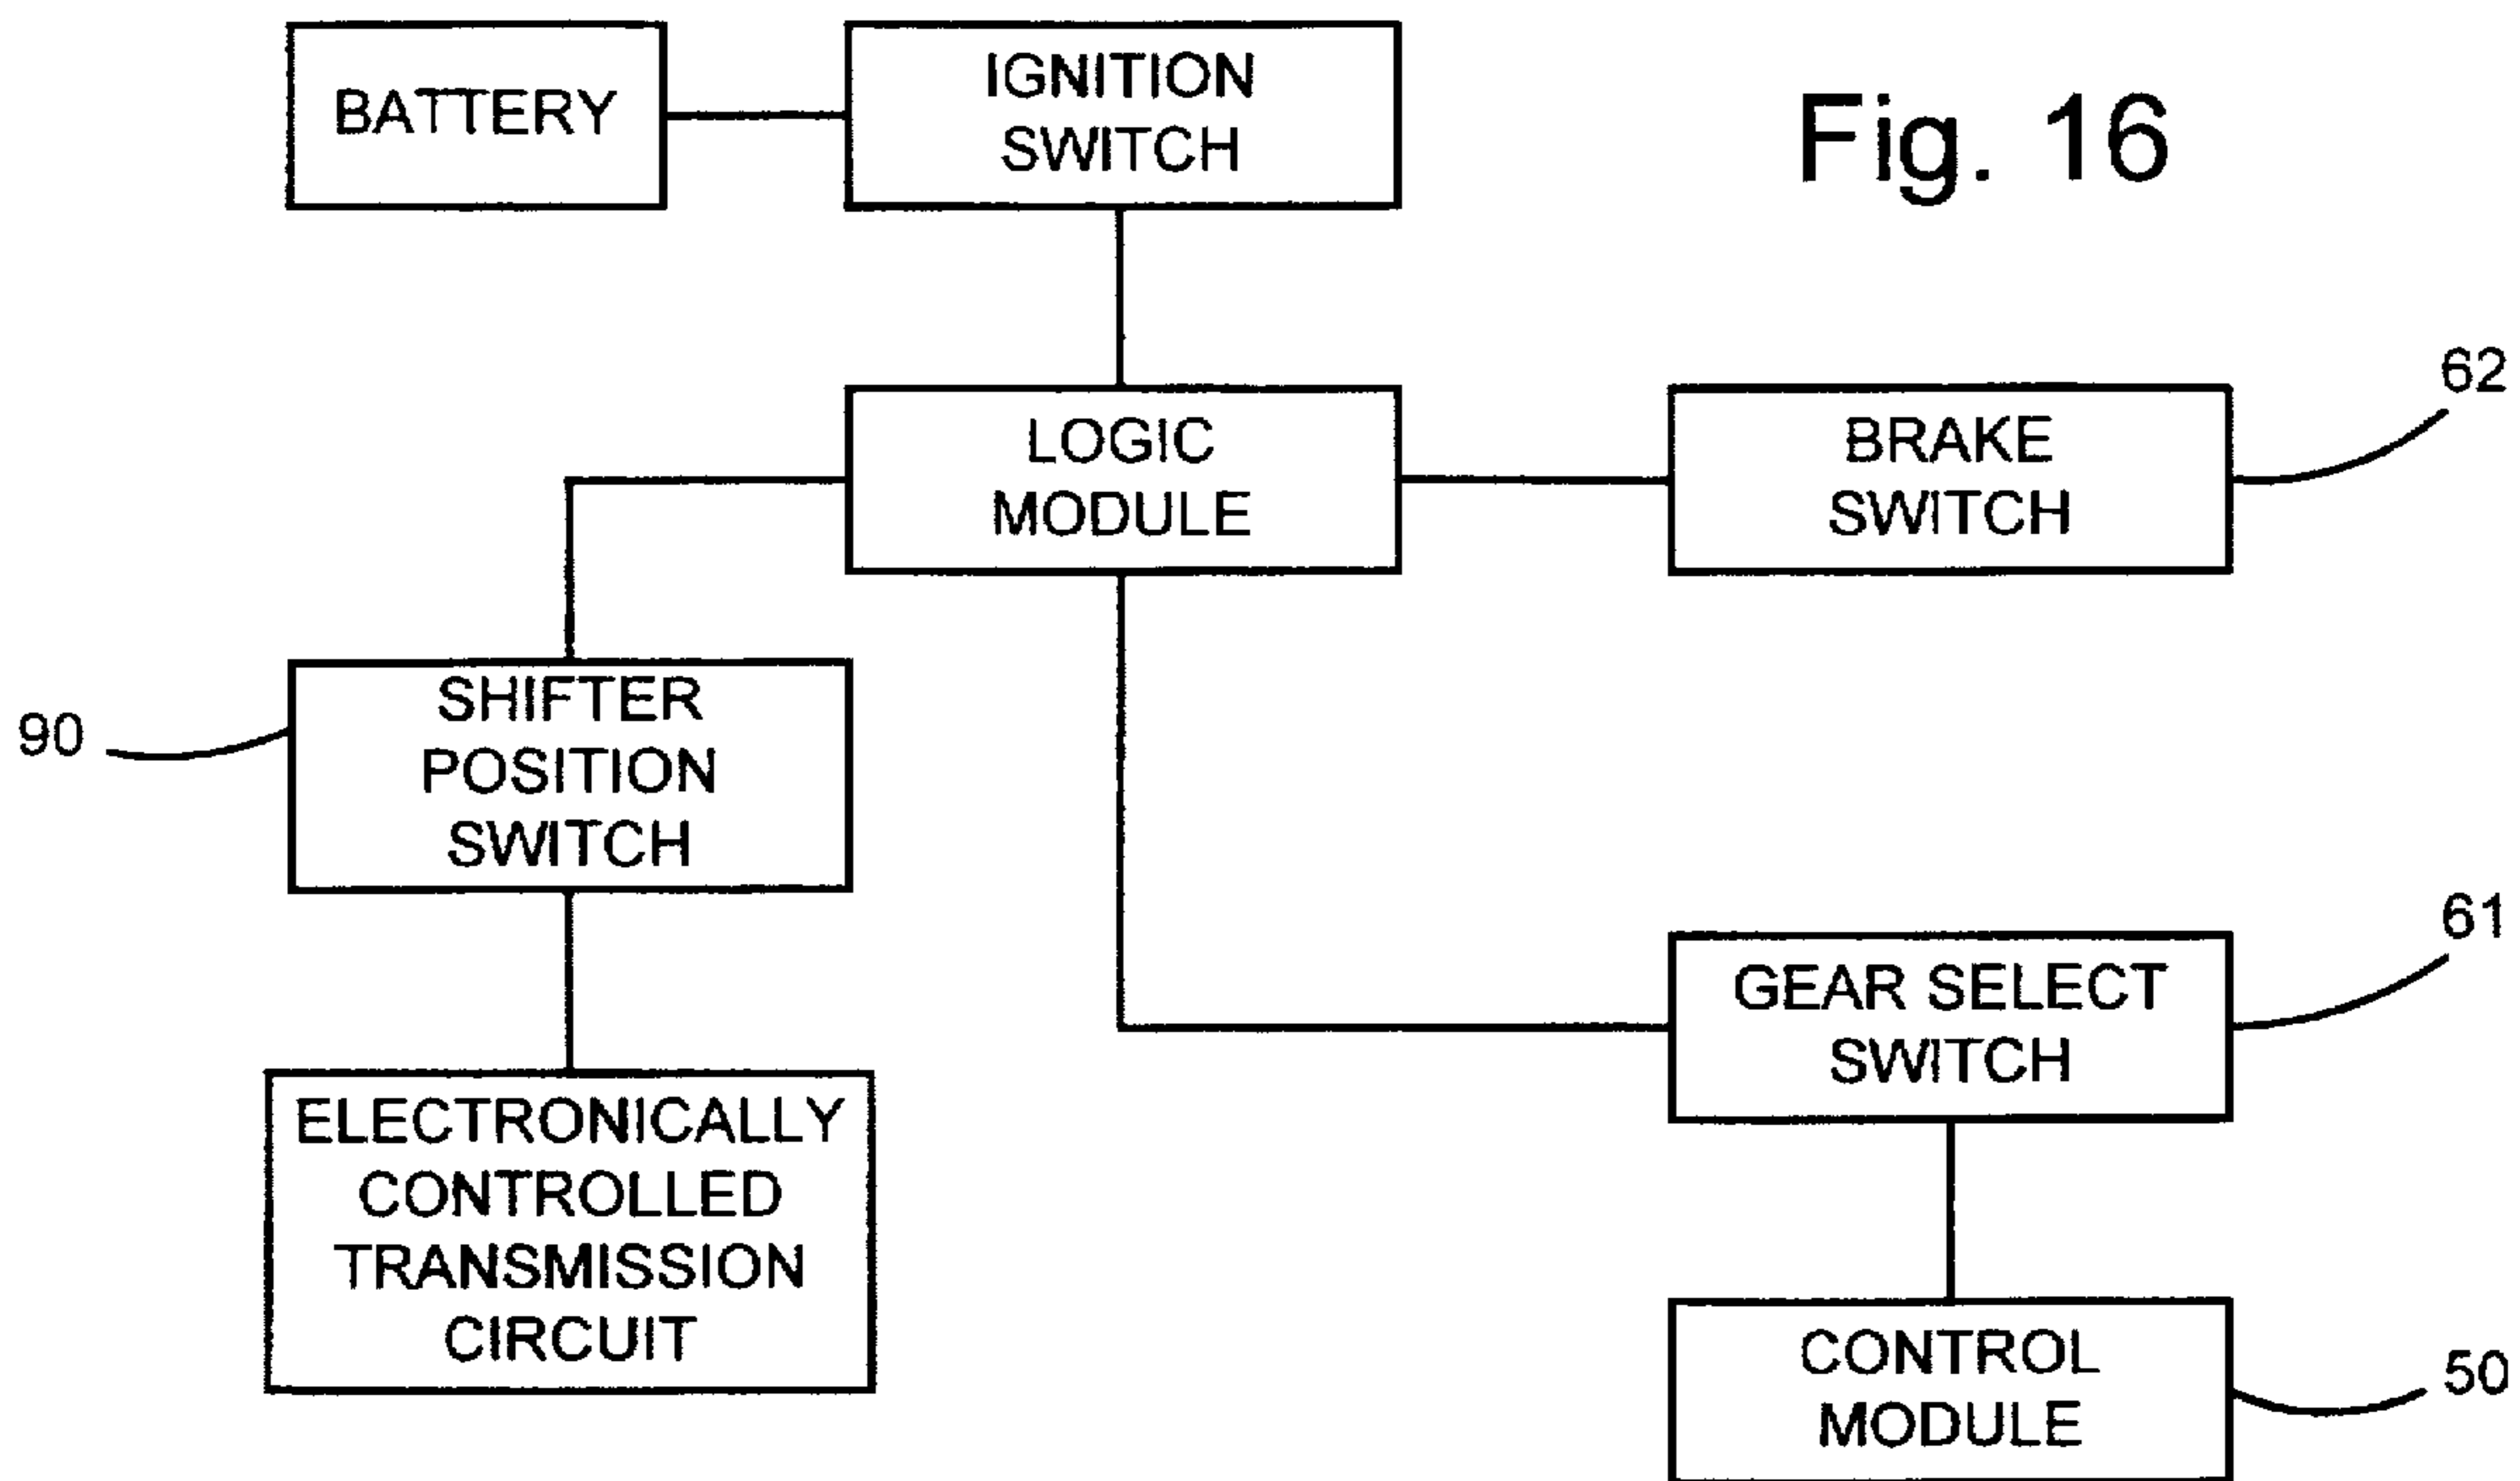 BATTERY
IGNITION
SWITCH
Fig. 16
LOGIC
MODULE
BRAKE
SWITCH
62
SHIFTER
POSITION
SWITCH
90
GEAR SELECT
SWITCH
61
ELECTRONICALLY
CONTROLLED
TRANSMISSION
CIRCUIT
CONTROL
MODULE
50